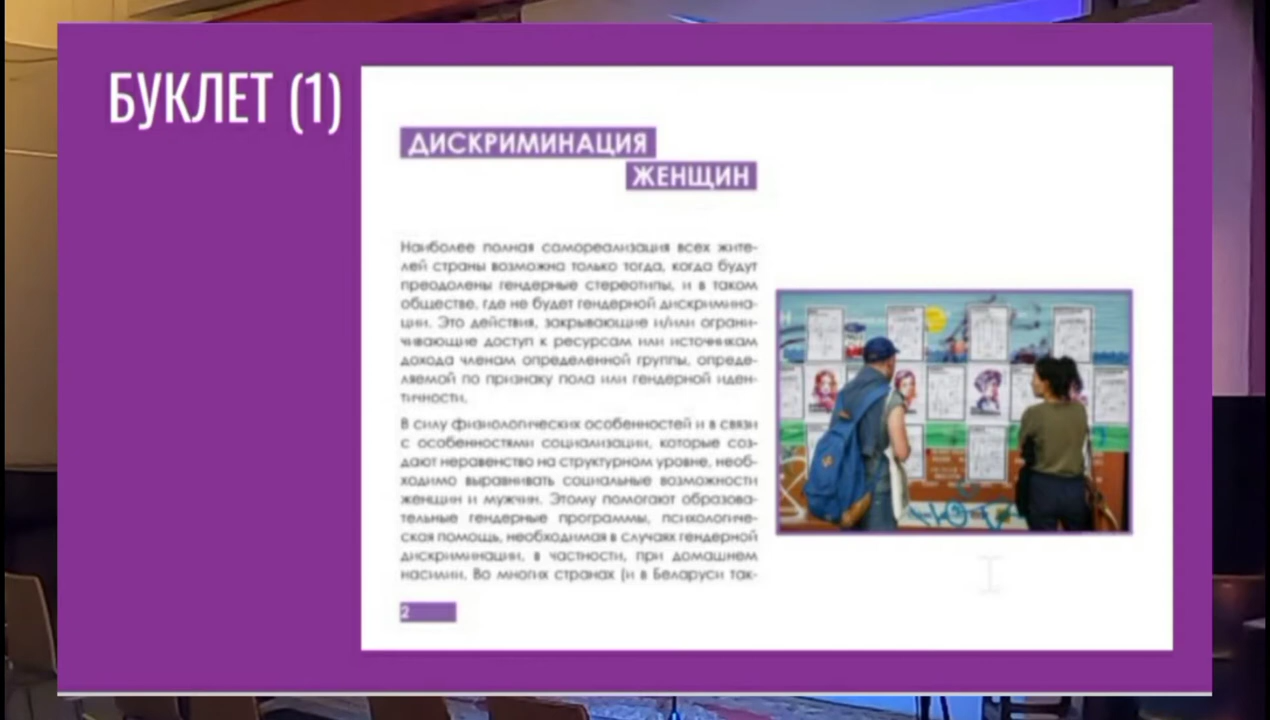 БУКЛЕТ (1)
ДИСКРИМИНАЦИЯ
ЖЕНЩИН
Наиболее полная самореализация всех жите-
лей страны возможна только тогда, когда будут
преодолены гендерные стереотипы, и в таком
обществе, где не будет гендерной дискримина-
ции. Это действия, закрывающие и/или ограни-
чивающие доступ к ресурсам или источникам
дохода членам определенной группы, опреде-
ляемой по признаку пола или гендерной иден-
тичности.
В силу физиологических особенностей и в связи
с особенностями социализации, которые соз-
дают неравенство на структурном уровне, необ-
ходимо выравнивать социальные возможности
женщин и мужчин. Этому помогают образова-
тельные гендерные программы, психологиче-
ская помощь, необходимая в случаях гендерной
дискриминации, в частности, при домашнем
насилии. Во многих странах (и в Беларуси так-
2